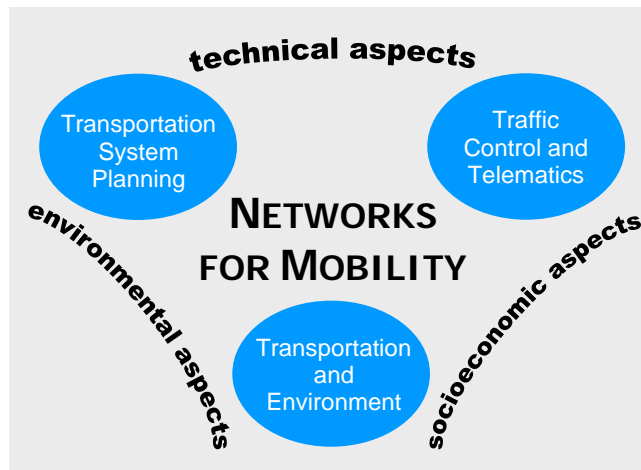 technical aspects
Transportation
System
Planning
Traffic
Control and
Telematics
NETWORKS
FOR MOBILITY
environmental aspects
socioeconomic aspects
Transportation
and
Environment